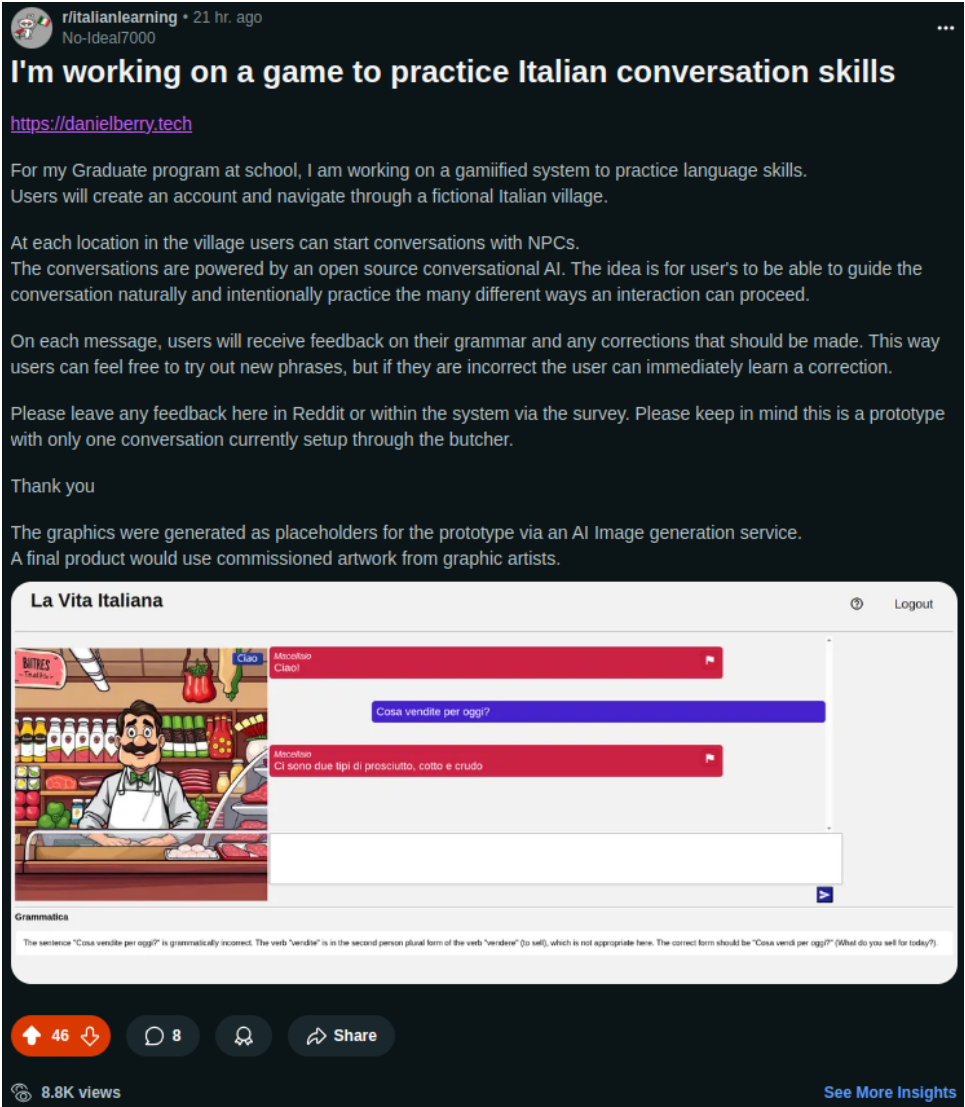 r/italianlearning • 21 hr. ago
No-Ideal7000
I'm working on a game to practice Italian conversation skills
https://danielberry.tech
For my Graduate program at school, I am working on a gamiified system to practice language skills.
Users will create an account and navigate through a fictional Italian village.
At each location in the village users can start conversations with NPCs.
The conversations are powered by an open source conversational AI. The idea is for user's to be able to guide the
conversation naturally and intentionally practice the many different ways an interaction can proceed.
On each message, users will receive feedback on their grammar and any corrections that should be made. This way
users can feel free to try out new phrases, but if they are incorrect the user can immediately learn a correction.
Please leave any feedback here in Reddit or within the system via the survey. Please keep in mind this is a prototype
with only one conversation currently setup through the butcher.
Thank you
The graphics were generated as placeholders for the prototype via an AI Image generation service.
A final product would use commissioned artwork from graphic artists.
La Vita Italiana
Logout
Ciao
Macellaio
Ciao!
Cosa vendite per oggi?
Macellaio
Ci sono due tipi di prosciutto, cotto e crudo
Grammatica
The sentence "Cosa vendite per oggi?" is grammatically incorrect. The verb "vendite" is in the second person plural form of the verb "vendere" (to sell), which is not appropriate here. The correct form should be "Cosa vendi per oggi?" (What do you sell for today?).
46
8
Share
8.8K views
See More Insights